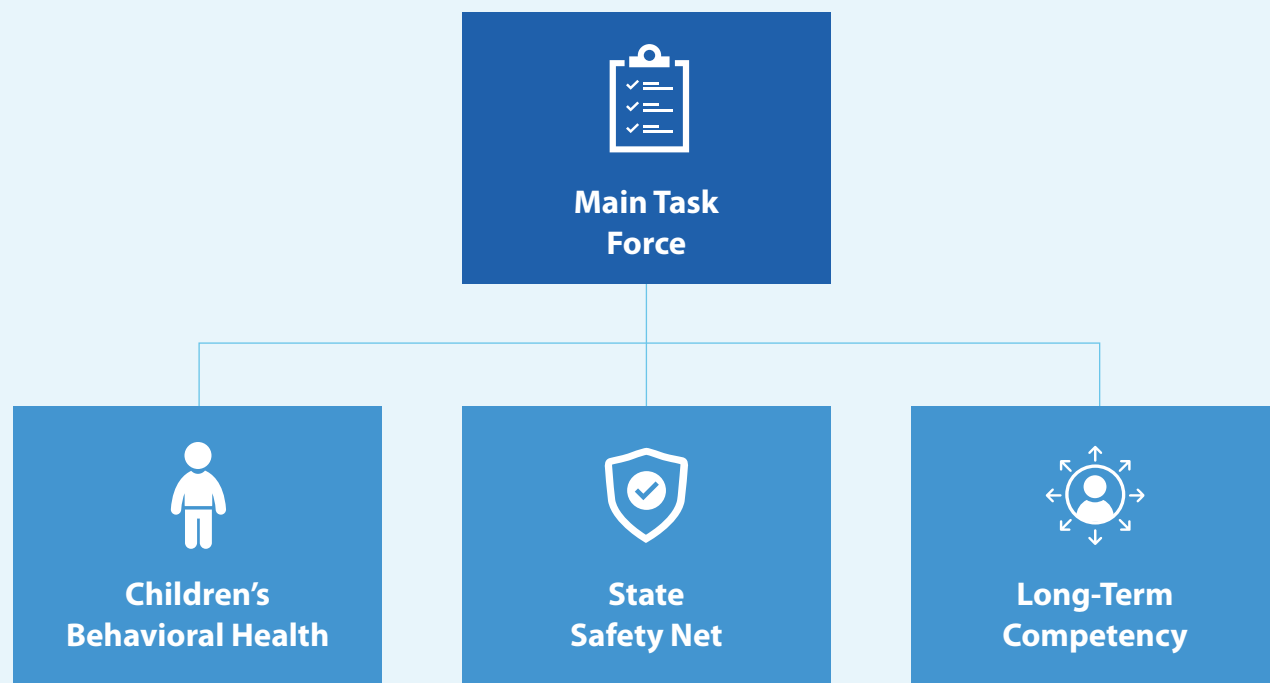 Main Task
Force
Children’s
Behavioral Health
State
Safety Net
Long-Term
Competency